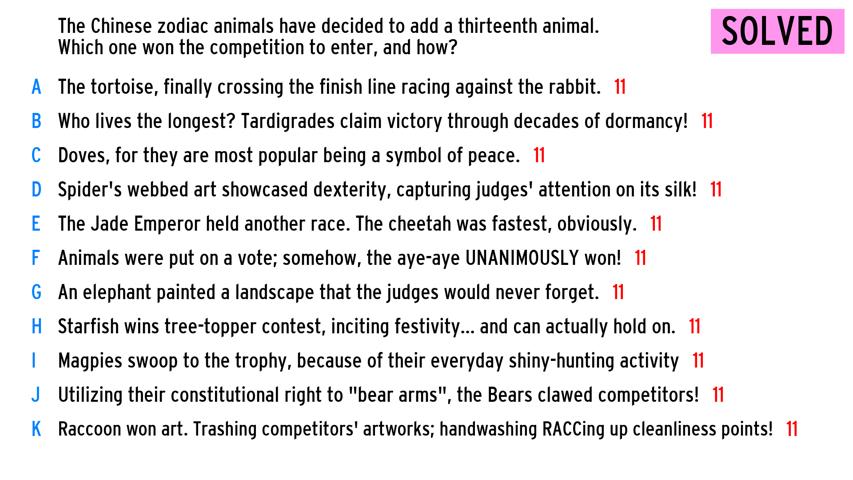 The Chinese zodiac animals have decided to add a thirteenth animal.
Which one won the competition to enter, and how?
SOLVED
A The tortoise, finally crossing the finish line racing against the rabbit. 11
B Who lives the longest? Tardigrades claim victory through decades of dormancy! 11
C Doves, for they are most popular being a symbol of peace. 11
D Spider's webbed art showcased dexterity, capturing judges' attention on its silk! 11
E The Jade Emperor held another race. The cheetah was fastest, obviously. 11
F Animals were put on a vote; somehow, the aye-aye UNANIMOUSLY won! 11
G An elephant painted a landscape that the judges would never forget. 11
H Starfish wins tree-topper contest, inciting festivity... and can actually hold on. 11
I Magpies swoop to the trophy, because of their everyday shiny-hunting activity 11
J Utilizing their constitutional right to "bear arms", the Bears clawed competitors! 11
K Raccoon won art. Trashing competitors' artworks; handwashing RACCing up cleanliness points! 11